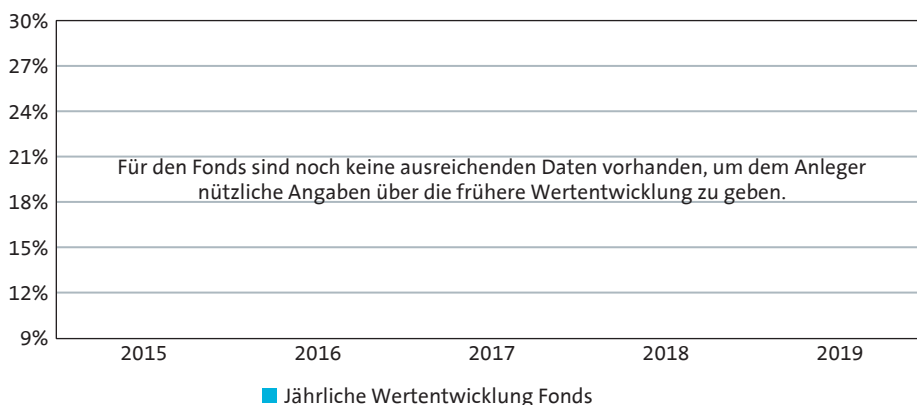 30%
27%
24%
21%
Für den Fonds sind noch keine ausreichenden Daten vorhanden, um dem Anleger
nützliche Angaben über die frühere Wertentwicklung zu geben.
18%
15%
12%
9%
2015 2016 2017 2018 2019
Jährliche Wertentwicklung Fonds